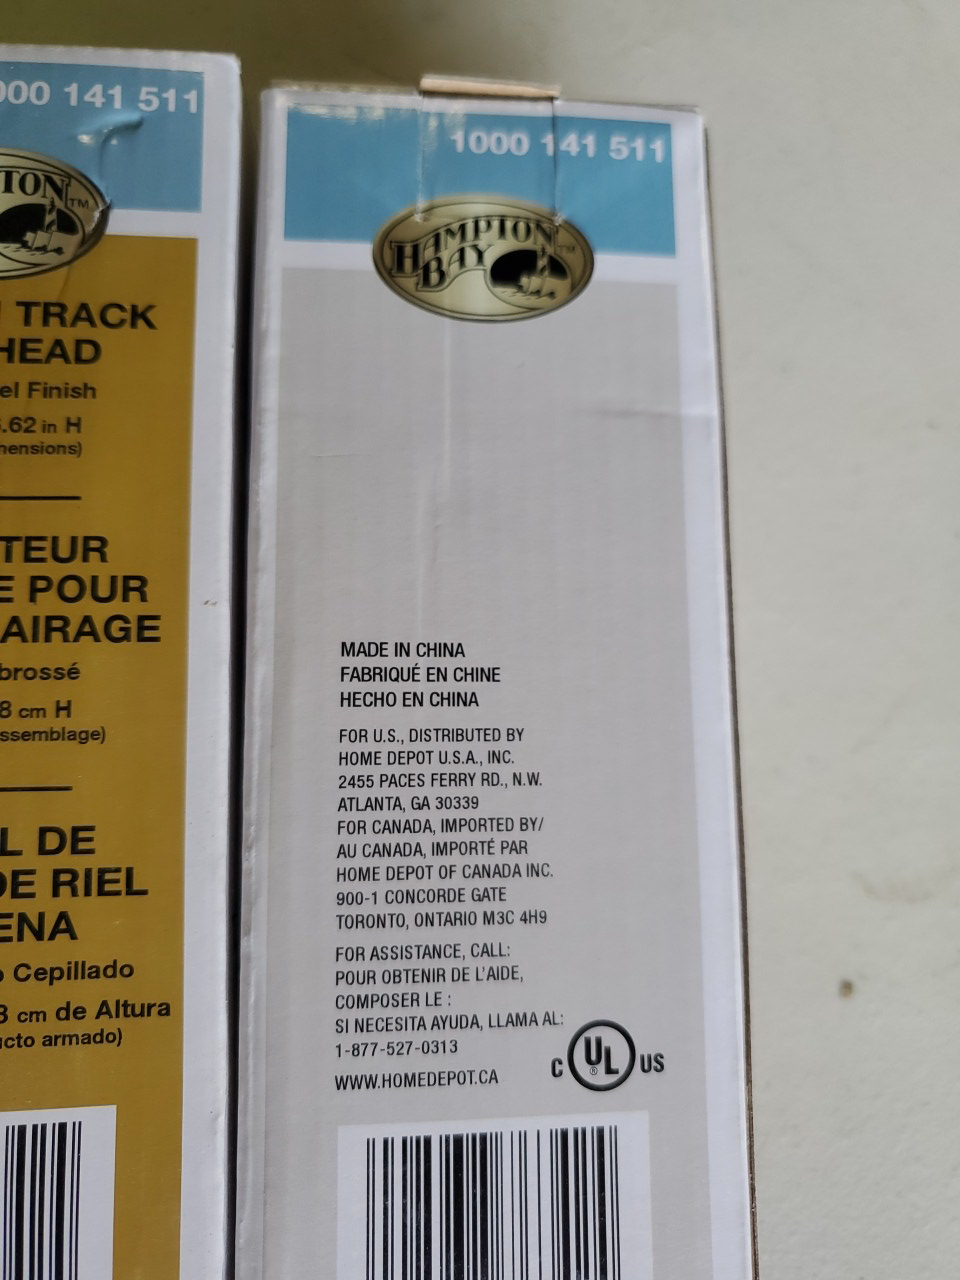 000 141 511
TON TM
TRACK
HEAD
el Finish
.62 in H
mensions)
TEUR
E POUR
AIRAGE
brossé
8 cm H
ssemblage)
L DE
DE RIEL
ENA
o Cepillado
8 cm de Altura
ucto armado)
1000 141 511
HAMPTON TM
BAY
MADE IN CHINA
FABRIQUÉ EN CHINE
HECHO EN CHINA
FOR U.S., DISTRIBUTED BY
HOME DEPOT U.S.A., INC.
2455 PACES FERRY RD., N.W.
ATLANTA, GA 30339
FOR CANADA, IMPORTED BY/
AU CANADA, IMPORTÉ PAR
HOME DEPOT OF CANADA INC.
900-1 CONCORDE GATE
TORONTO, ONTARIO M3C 4H9
FOR ASSISTANCE, CALL:
POUR OBTENIR DE L'AIDE,
COMPOSER LE :
SI NECESITA AYUDA, LLAMA AL:
1-877-527-0313
WWW.HOMEDEPOT.CA
C UL ® US